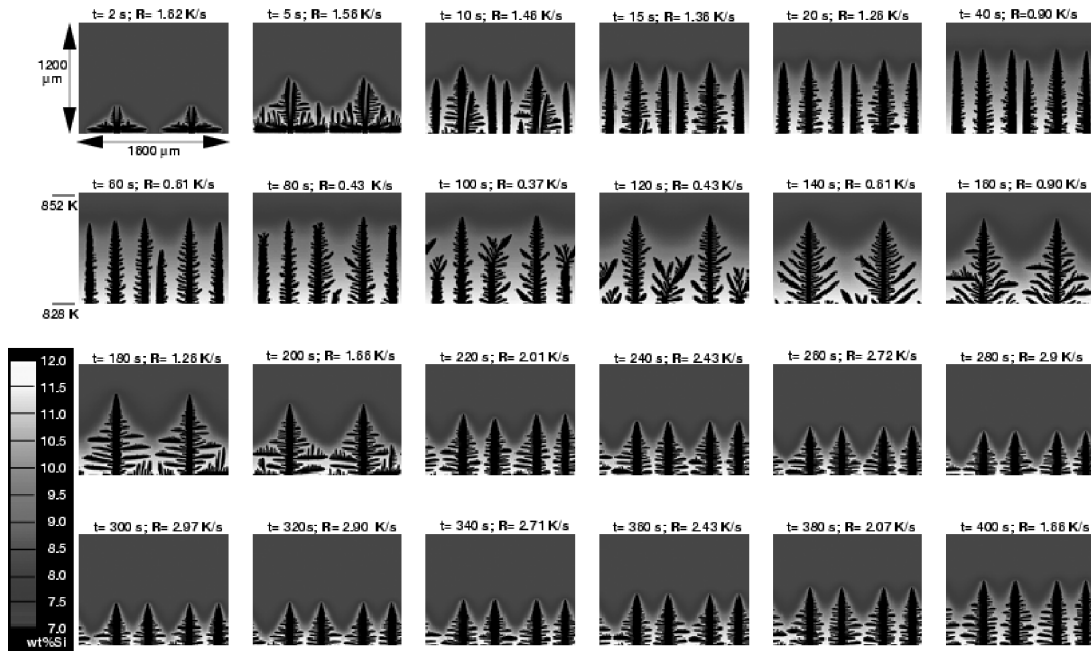 t= 2 s; R= 1.62 K/s
t= 5 s; R= 1.56 K/s
t= 10 s; R= 1.46 K/s
t= 15 s; R= 1.36 K/s
t= 20 s; R= 1.26 K/s
t= 40 s; R=0.90 K/s
1200
μm
1600 μm
t= 60 s; R= 0.61 K/s
t= 80 s; R= 0.43 K/s
t= 100 s; R= 0.37 K/s
t= 120 s; R= 0.43 K/s
t= 140 s; R= 0.61 K/s
t= 160 s; R= 0.90 K/s
852 K
828 K
t= 180 s; R= 1.26 K/s
t= 200 s; R= 1.66 K/s
t= 220 s; R= 2.01 K/s
t= 240 s; R= 2.43 K/s
t= 260 s; R= 2.72 K/s
t= 280 s; R= 2.9 K/s
12.0
11.5
11.0
10.5
10.0
9.5
9.0
8.5
8.0
7.5
7.0
wt%Si
t= 300 s; R= 2.97 K/s
t= 320s; R= 2.90 K/s
t= 340 s; R= 2.71 K/s
t= 360 s; R= 2.43 K/s
t= 380 s; R= 2.07 K/s
t= 400 s; R= 1.66 K/s